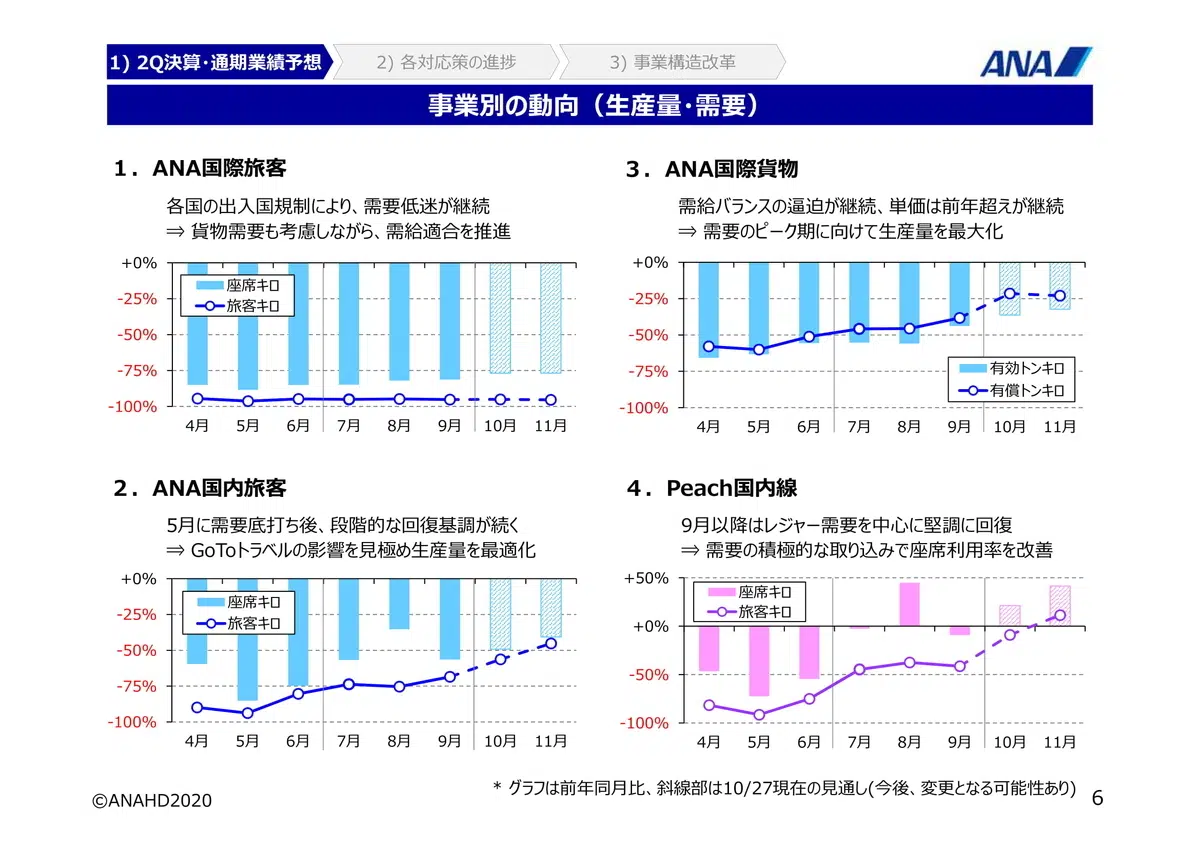 1) 2Q決算・通期業績予想
2) 各対応策の進捗
3) 事業構造改革
ANA
事業別の動向（生産量・需要）
１．ANA国際旅客
各国の出入国規制により、需要低迷が継続
⇒ 貨物需要も考慮しながら、需給適合を推進
+0%
-25%
-50%
-75%
-100%
座席キロ
旅客キロ
4月 5月 6月 7月 8月 9月 10月 11月
２．ANA国内旅客
5月に需要底打ち後、段階的な回復基調が続く
⇒ GoToトラベルの影響を見極め生産量を最適化
+0%
-25%
-50%
-75%
-100%
座席キロ
旅客キロ
4月 5月 6月 7月 8月 9月 10月 11月
３．ANA国際貨物
需給バランスの逼迫が継続、単価は前年超えが継続
⇒ 需要のピーク期に向けて生産量を最大化
+0%
-25%
-50%
-75%
-100%
有効トンキロ
有償トンキロ
4月 5月 6月 7月 8月 9月 10月 11月
４．Peach国内線
9月以降はレジャー需要を中心に堅調に回復
⇒ 需要の積極的な取り込みで座席利用率を改善
+50%
+0%
-50%
-100%
座席キロ
旅客キロ
4月 5月 6月 7月 8月 9月 10月 11月
* グラフは前年同月比、斜線部は10/27現在の見通し(今後、変更となる可能性あり)
©ANAHD2020
6